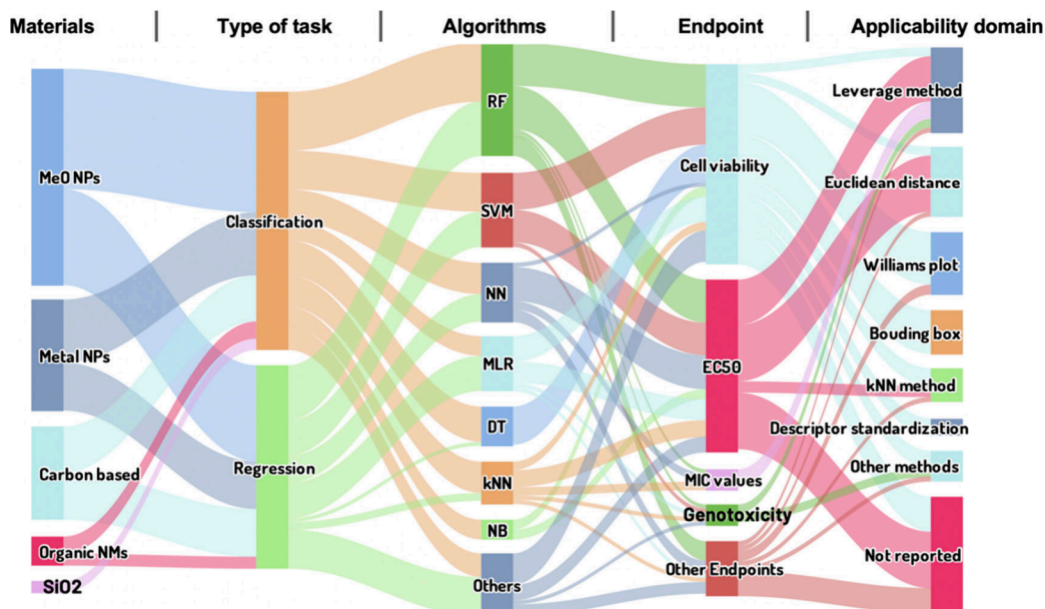 Materials
Type of task
Algorithms
Endpoint
Applicability domain
MeO NPs
Metal NPs
Carbon based
Organic NMs
SiO2
Classification
Regression
RF
SVM
NN
MLR
DT
kNN
NB
Others
Cell viability
EC50
MIC values
Genotoxicity
Other Endpoints
Leverage method
Euclidean distance
Williams plot
Bouding box
kNN method
Descriptor standardization
Other methods
Not reported